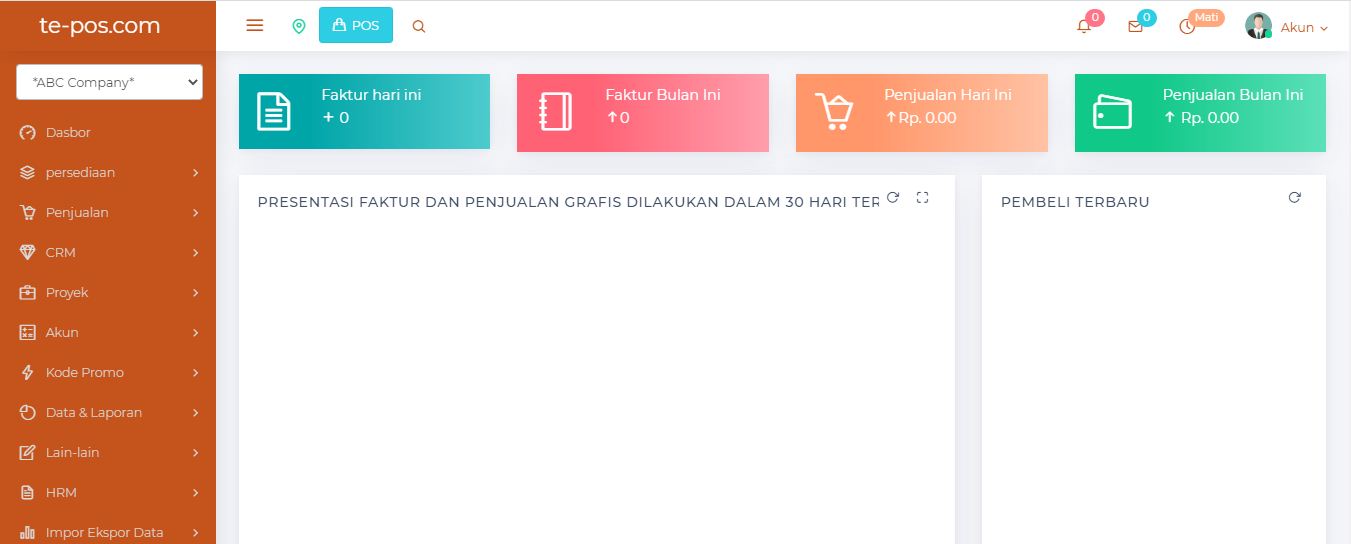 te-pos.com
POS
0
0
Mati
Akun
*ABC Company*
Dasbor
persediaan
Penjualan
CRM
Proyek
Akun
Kode Promo
Data & Laporan
Lain-lain
HRM
Impor Ekspor Data
Faktur hari ini
+ 0
Faktur Bulan Ini
↑0
Penjualan Hari Ini
↑Rp. 0.00
Penjualan Bulan Ini
↑ Rp. 0.00
PRESENTASI FAKTUR DAN PENJUALAN GRAFIS DILAKUKAN DALAM 30 HARI TER
PEMBELI TERBARU